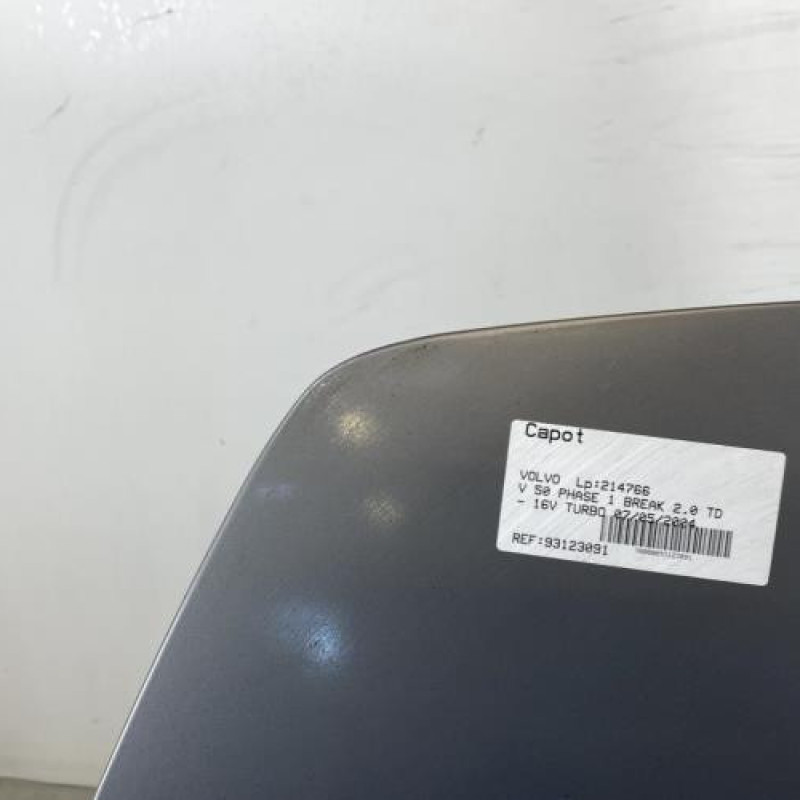 Capot
VOLVO Lp:214766
V 50 PHASE 1 BREAK 2.0 TD
- 16V TURBO 07/05/2004
REF:93123091